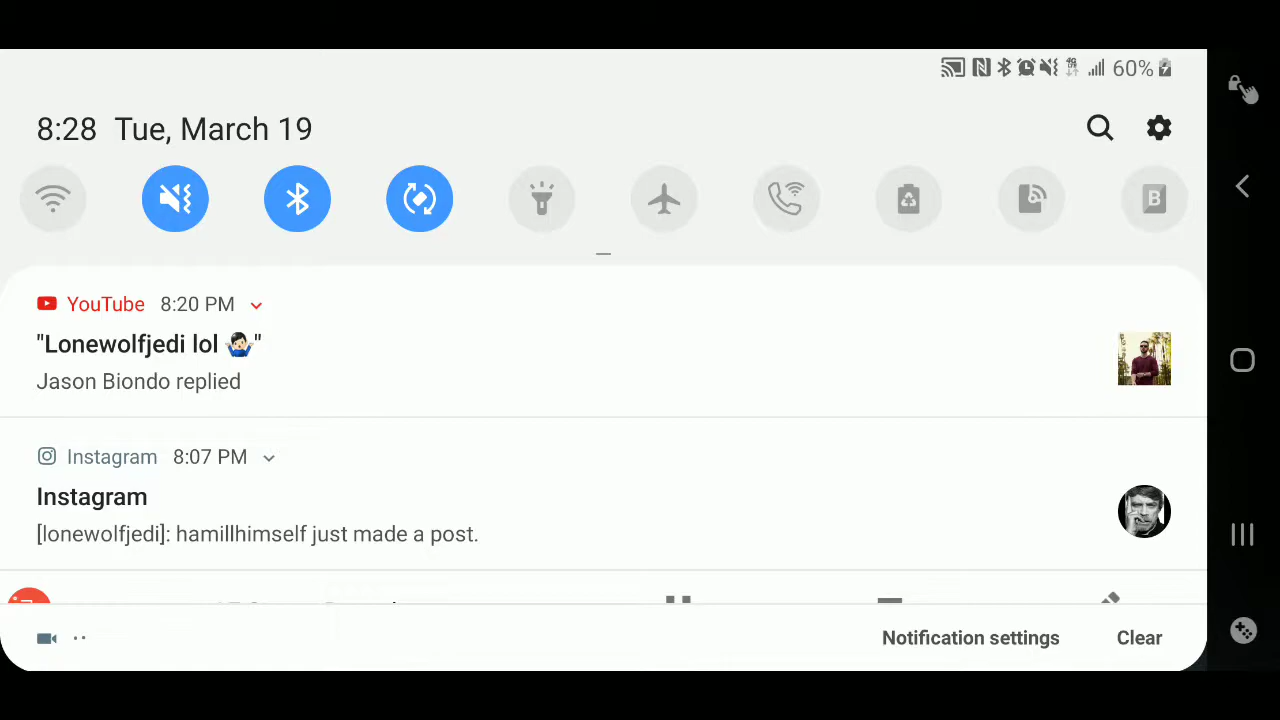 60%
8:28 Tue, March 19
B
YouTube 8:20 PM
"Lonewolfjedi lol 🤷🏻‍♂️"
Jason Biondo replied
Instagram 8:07 PM
Instagram
[lonewolfjedi]: hamillhimself just made a post.
Notification settings Clear